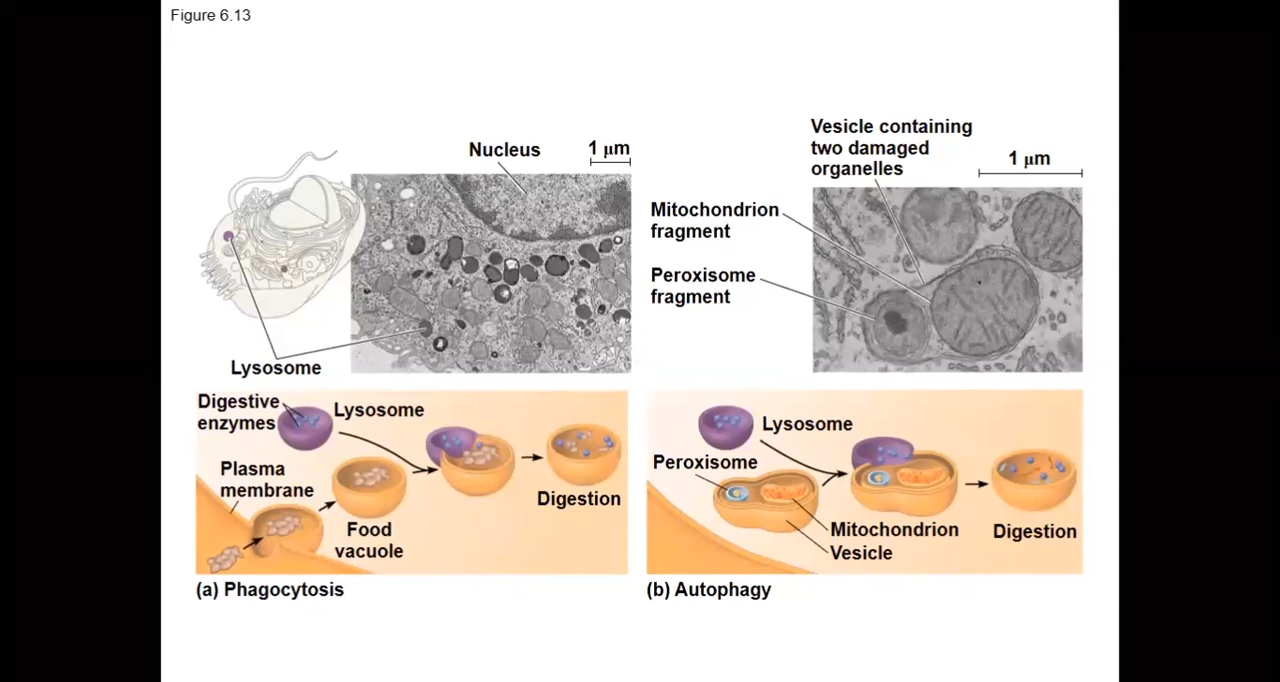 Figure 6.13
Nucleus
1 μm
Lysosome
Vesicle containing
two damaged
organelles
1 μm
Mitochondrion
fragment
Peroxisome
fragment
Digestive
enzymes
Lysosome
Plasma
membrane
Food
vacuole
Digestion
(a) Phagocytosis
Lysosome
Peroxisome
Mitochondrion
Vesicle
Digestion
(b) Autophagy